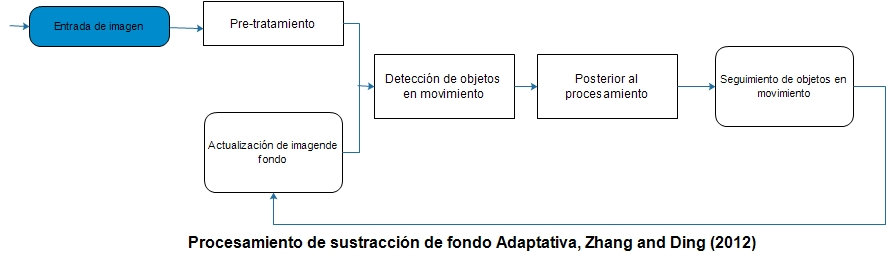 Entrada de imagen
Pre-tratamiento
Detección de objetos
en movimiento
Posterior al
procesamiento
Seguimiento de objetos en
movimiento
Actualización de imagende
fondo
Procesamiento de sustracción de fondo Adaptativa, Zhang and Ding (2012)